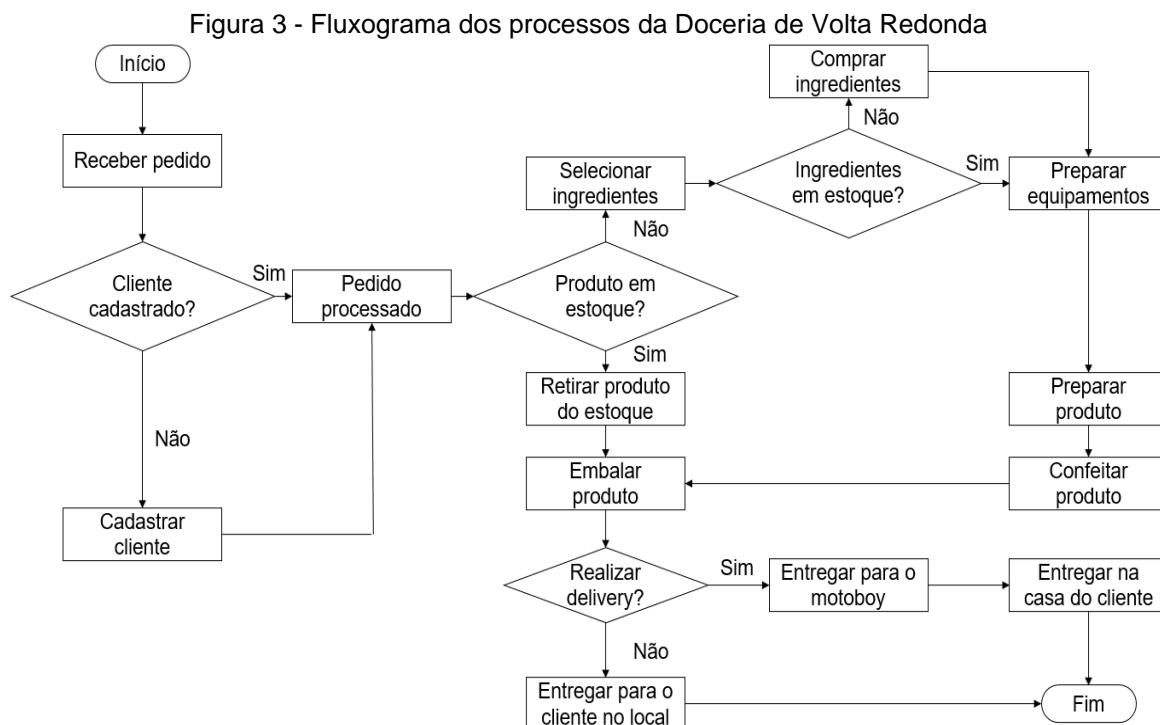 Figura 3 - Fluxograma dos processos da Doceria de Volta Redonda
Início
Receber pedido
Cliente
cadastrado?
Sim
Não
Cadastrar
cliente
Pedido
processado
Produto em
estoque?
Não
Selecionar
ingredientes
Ingredientes
em estoque?
Não
Comprar
ingredientes
Sim
Preparar
equipamentos
Preparar
produto
Confeitar
produto
Sim
Retirar produto
do estoque
Embalar
produto
Realizar
delivery?
Sim
Entregar para o
motoboy
Entregar na
casa do cliente
Não
Entregar para o
cliente no local
Fim